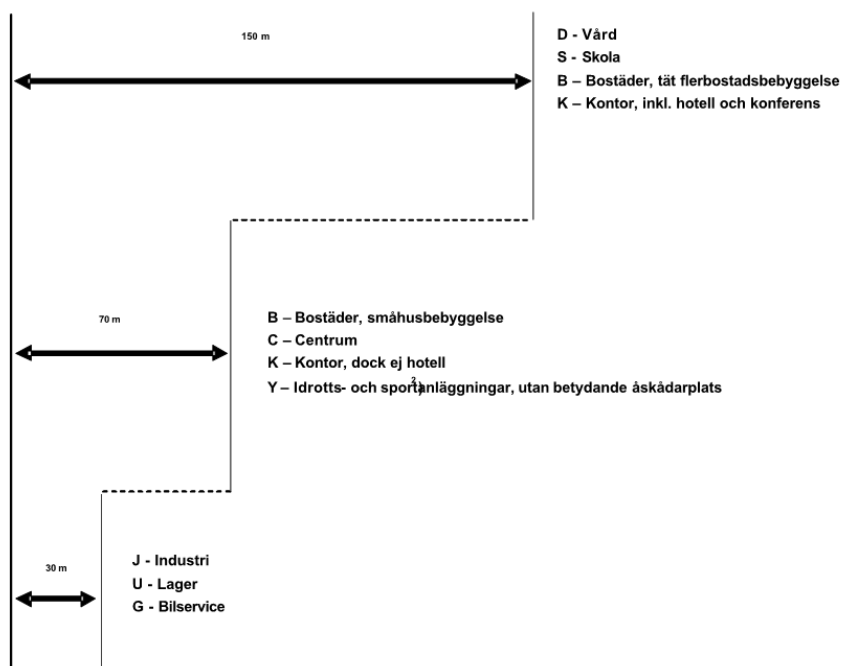 150 m
D - Vård
S - Skola
B – Bostäder, tät flerbostadsbebyggelse
K – Kontor, inkl. hotell och konferens
70 m
B – Bostäder, småhusbebyggelse
C – Centrum
K – Kontor, dock ej hotell
Y – Idrotts- och sportanläggningar, utan betydande åskådarplats
2)
30 m
J - Industri
U - Lager
G - Bilservice